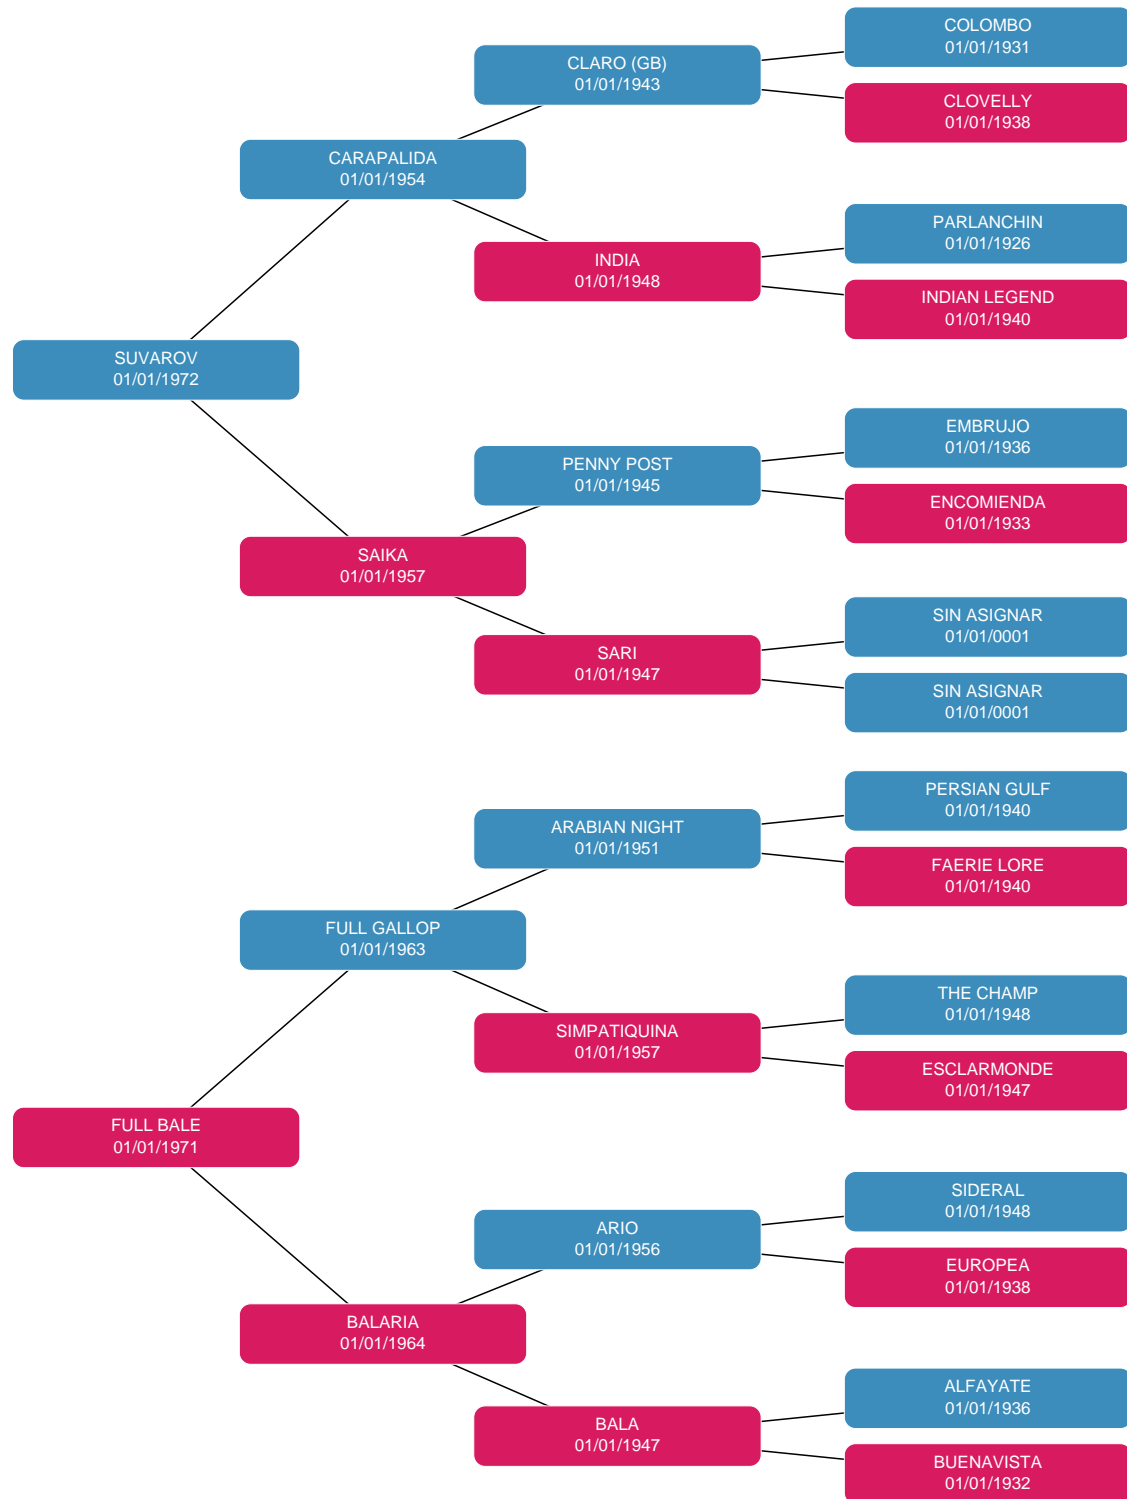 COLOMBO
01/01/1931
CLARO (GB)
01/01/1943
CLOVELLY
01/01/1938
CARAPALIDA
01/01/1954
PARLANCHIN
01/01/1926
INDIA
01/01/1948
INDIAN LEGEND
01/01/1940
SUVAROV
01/01/1972
EMBRUJO
01/01/1936
PENNY POST
01/01/1945
ENCOMIENDA
01/01/1933
SAIKA
01/01/1957
SIN ASIGNAR
01/01/0001
SARI
01/01/1947
SIN ASIGNAR
01/01/0001
PERSIAN GULF
01/01/1940
ARABIAN NIGHT
01/01/1951
FAERIE LORE
01/01/1940
FULL GALLOP
01/01/1963
THE CHAMP
01/01/1948
SIMPATIQUINA
01/01/1957
ESCLARMONDE
01/01/1947
FULL BALE
01/01/1971
SIDERAL
01/01/1948
ARIO
01/01/1956
EUROPEA
01/01/1938
BALARIA
01/01/1964
ALFAYATE
01/01/1936
BALA
01/01/1947
BUENAVISTA
01/01/1932